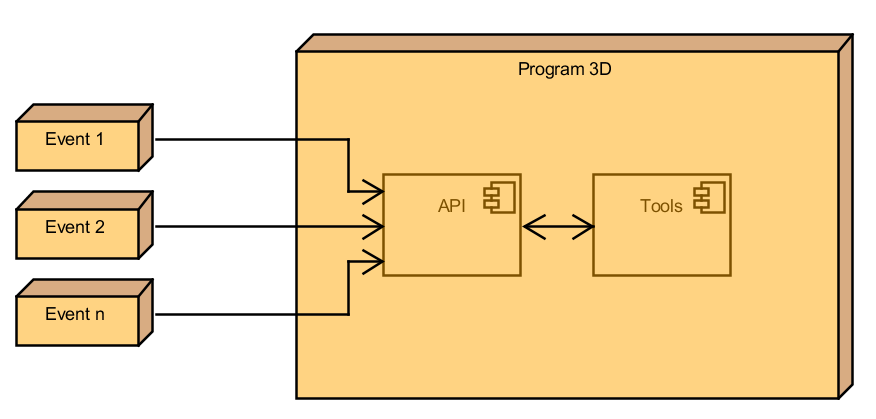 Program 3D
Event 1
API
Tools
Event 2
Event n